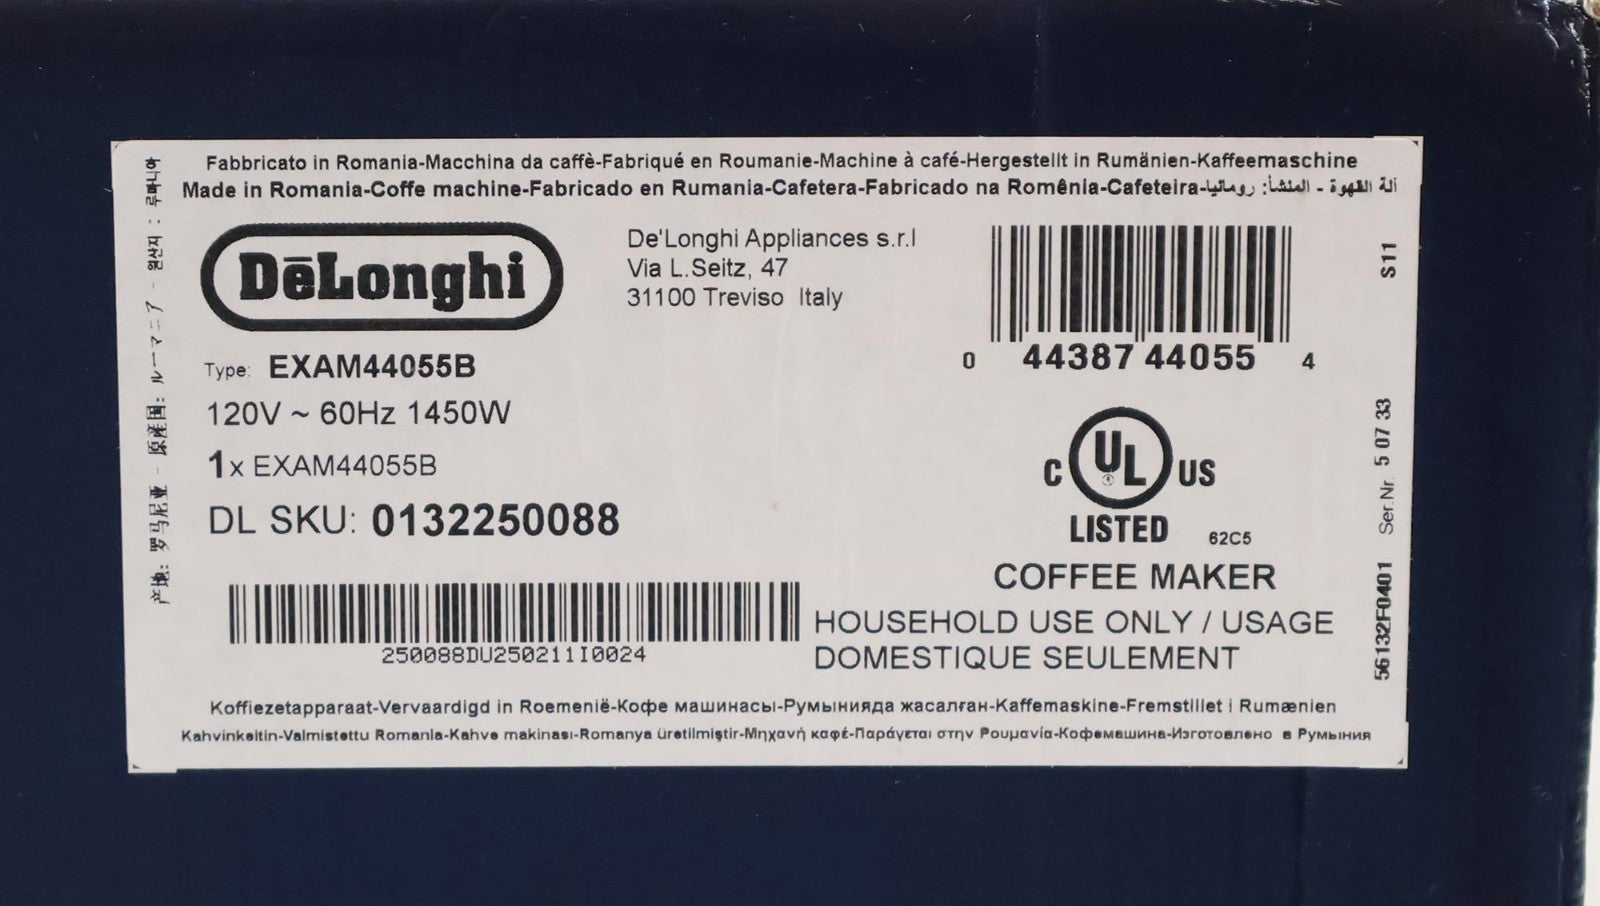 Fabbricato in Romania-Macchina da caffè-Fabriqué en Roumanie-Machine à café-Hergestellt in Rumänien-Kaffeemaschine
Made in Romania-Coffe machine-Fabricado en Rumania-Cafetera-Fabricado na Romênia-Cafeteira-آلة القهوة - المنشأ: رومانيا
产地: 罗马尼亚 - 原産国: ルーマニア - 원산지 : 루마니아
DeLonghi
De'Longhi Appliances s.r.l
Via L.Seitz, 47
31100 Treviso Italy
0 44387 44055 4
S11
Type: EXAM44055B
120V ~ 60Hz 1450W
1x EXAM44055B
DL SKU: 0132250088
C UL US
LISTED 62C5
COFFEE MAKER
HOUSEHOLD USE ONLY / USAGE
DOMESTIQUE SEULEMENT
56132F0401 Ser.Nr. 5 07 33
250088DU250211I0024
Koffiezetapparaat-Vervaardigd in Roemenië-Кофе машинасы-Румынияда жасалған-Kaffemaskine-Fremstillet i Rumænien
Kahvinkeitin-Valmistettu Romania-Kahve makinası-Romanya üretilmiştir-Μηχανή καφέ-Παράγεται στην Ρουμανία-Кофемашина-Изготовлено в Румыния